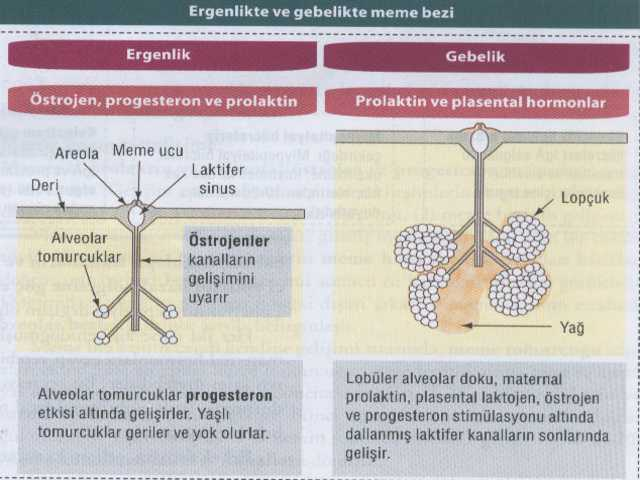 Ergenlikte ve gebelikte meme bezi
Ergenlik
Östrojen, progesteron ve prolaktin
Areola
Meme ucu
Laktifer
sinus
Deri
Alveolar
tomurcuklar
Östrojenler
kanalların
gelişimini
uyarır
Alveolar tomurcuklar progesteron
etkisi altında gelişirler. Yaşlı
tomurcuklar geriler ve yok olurlar.
Gebelik
Prolaktin ve plasental hormonlar
Lopçuk
Yağ
Lobüler alveolar doku, maternal
prolaktin, plasental laktojen, östrojen
ve progesteron stimülasyonu altında
dallanmış laktifer kanalların sonlarında
gelişir.